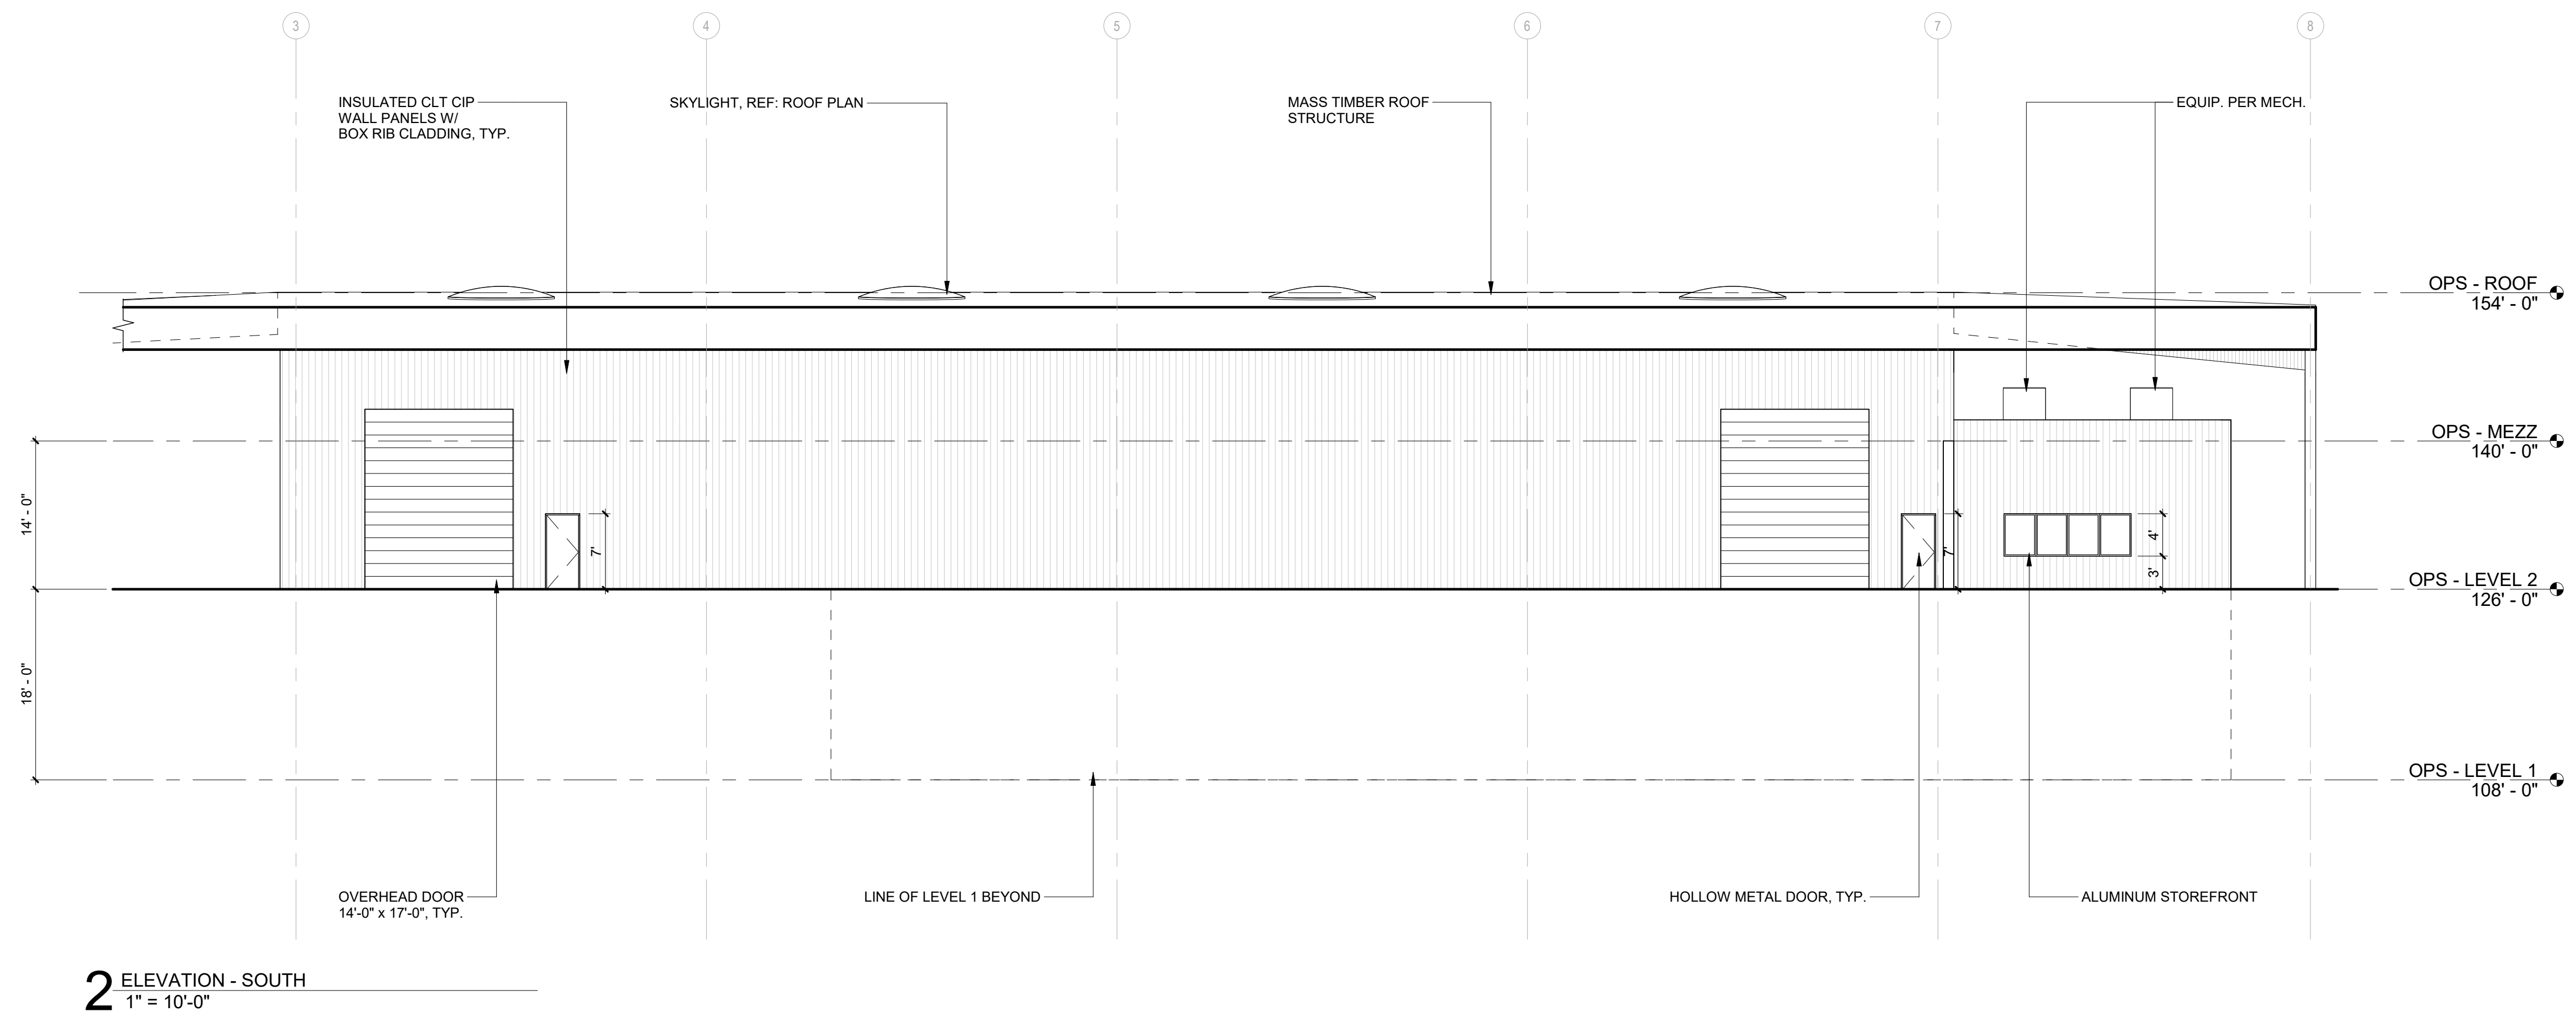 3
4
5
6
7
8
INSULATED CLT CIP
WALL PANELS W/
BOX RIB CLADDING, TYP.
SKYLIGHT, REF: ROOF PLAN
MASS TIMBER ROOF
STRUCTURE
EQUIP. PER MECH.
OPS - ROOF
154' - 0"
OPS - MEZZ
140' - 0"
14' - 0"
7'
7'
4'
3'
OPS - LEVEL 2
126' - 0"
18' - 0"
OPS - LEVEL 1
108' - 0"
OVERHEAD DOOR
14'-0" x 17'-0", TYP.
LINE OF LEVEL 1 BEYOND
HOLLOW METAL DOOR, TYP.
ALUMINUM STOREFRONT
2
ELEVATION - SOUTH
1" = 10'-0"